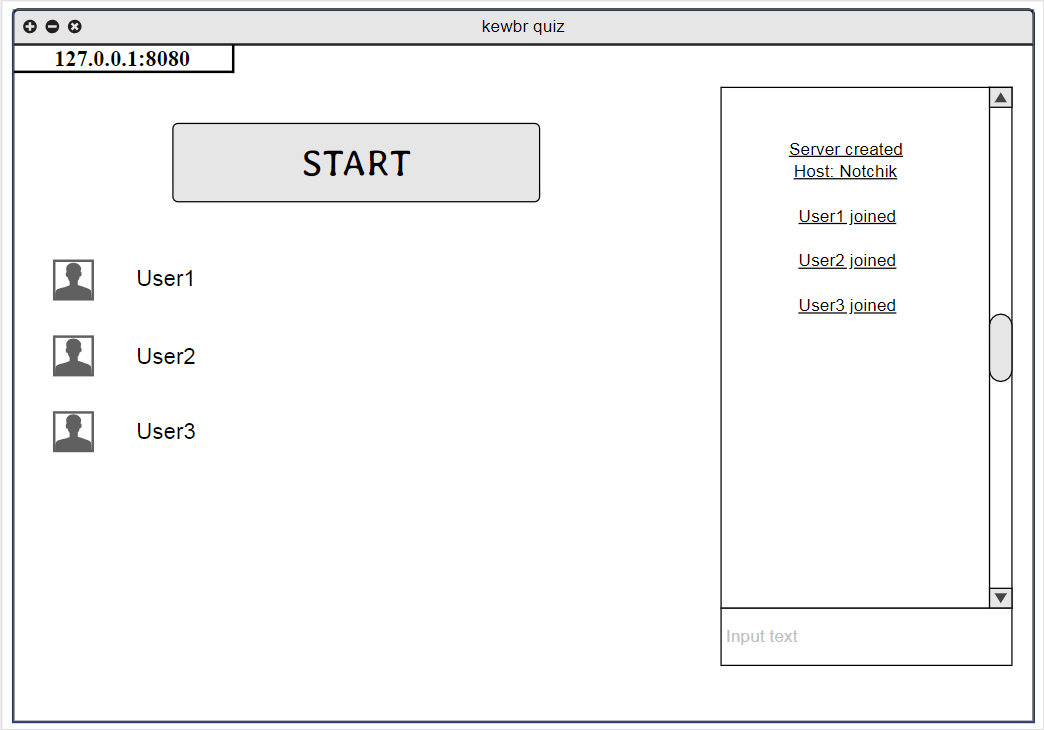 kewbr quiz
127.0.0.1:8080
START
User1
User2
User3
Server created
Host: Notchik
User1 joined
User2 joined
User3 joined
Input text